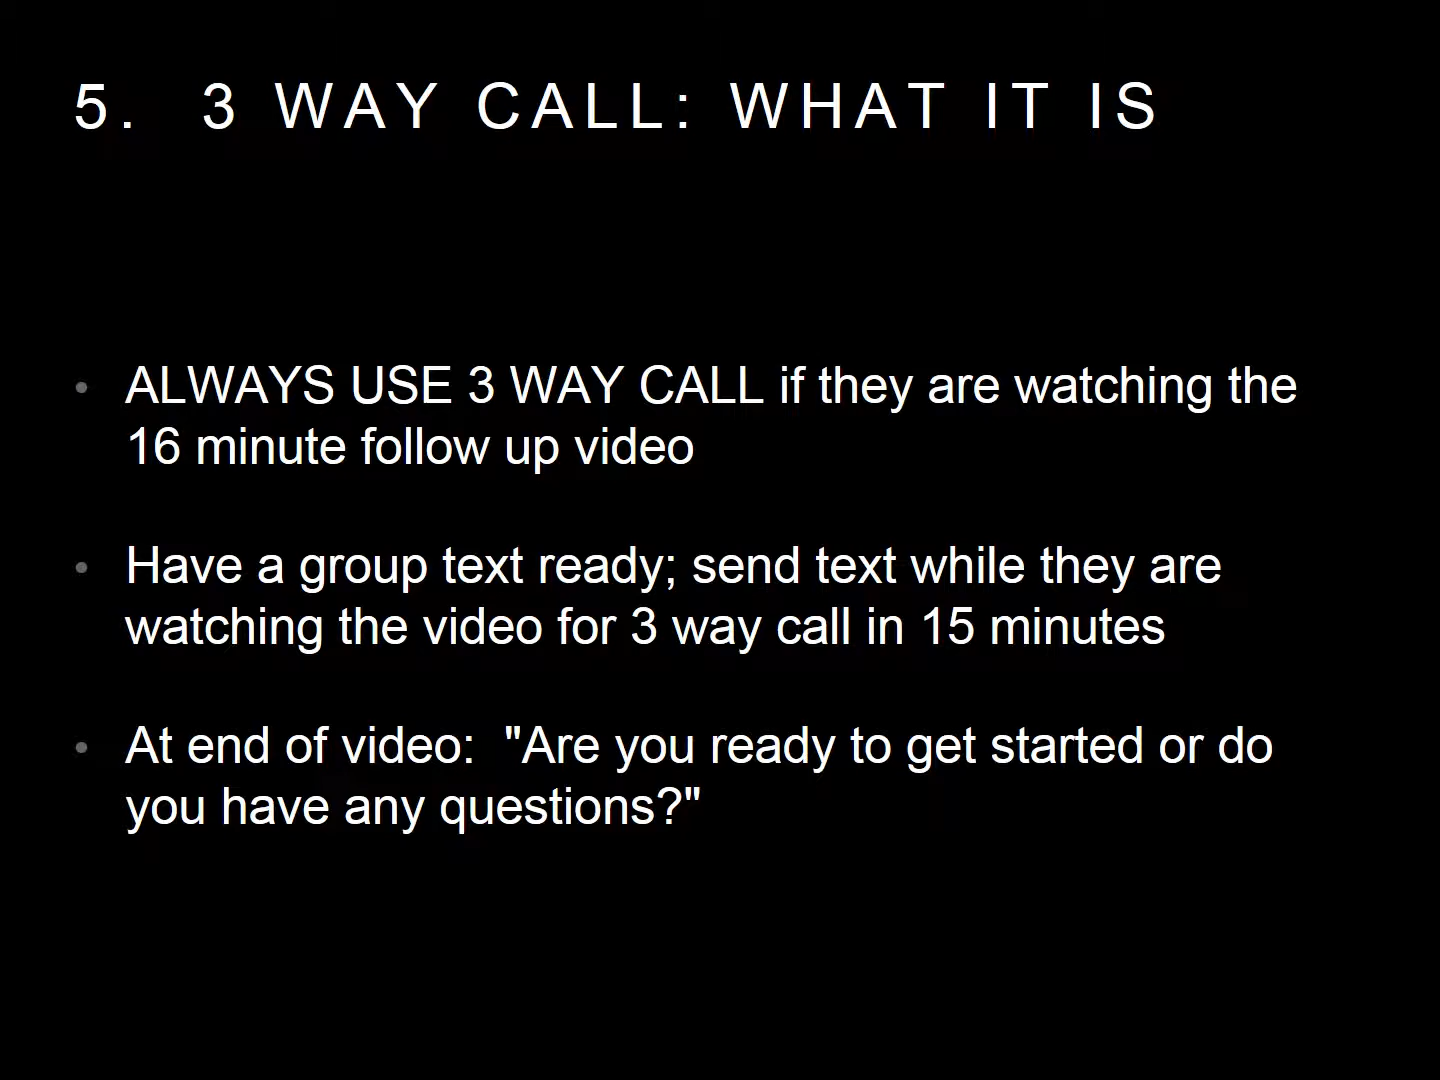 5. 3 WAY CALL: WHAT IT IS
• ALWAYS USE 3 WAY CALL if they are watching the
16 minute follow up video
• Have a group text ready; send text while they are
watching the video for 3 way call in 15 minutes
• At end of video: "Are you ready to get started or do
you have any questions?"